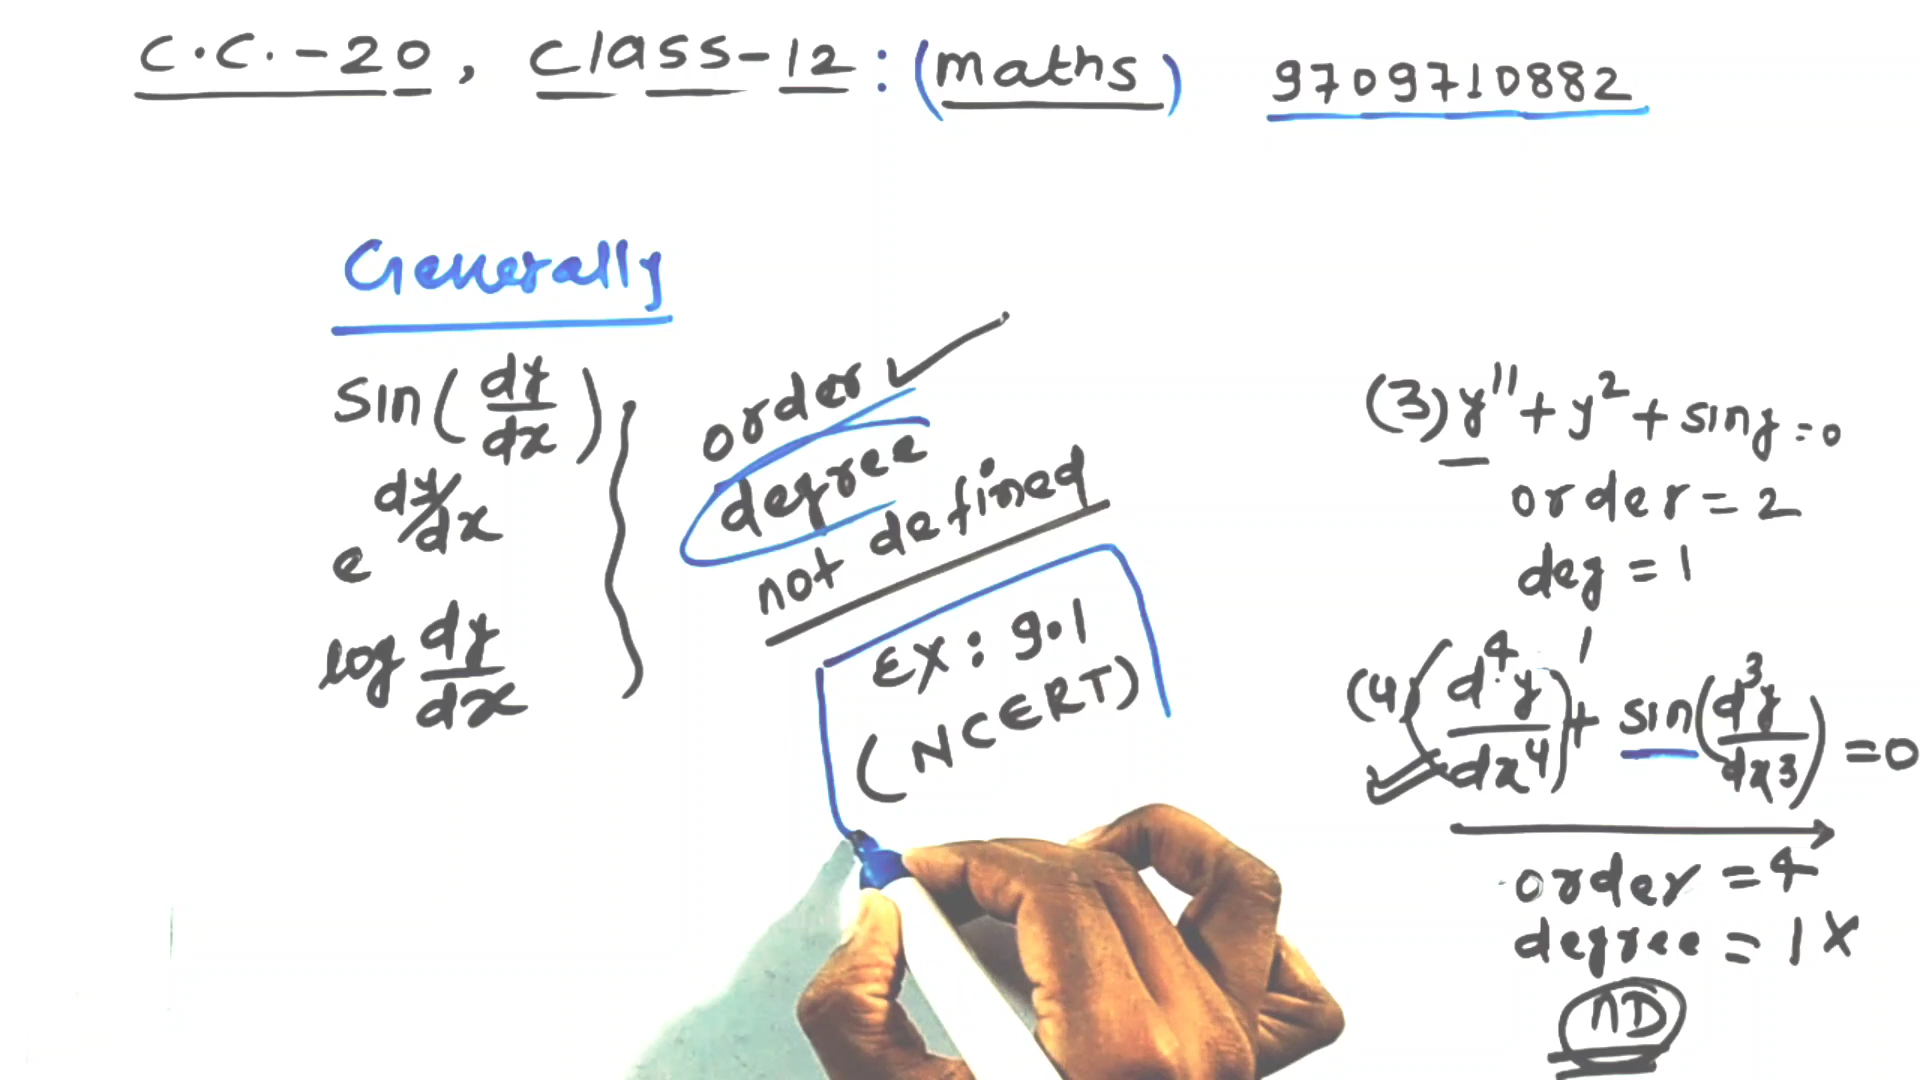 C.C.-20, Class-12: (maths) 9709710882
Generally
sin(dy/dx)
e^dy/dx
log dy/dx
order ✓
degree
not defined
Ex: 9.1
(NCERT)
(3) y'' + y² + siny = 0
order = 2
deg = 1
(4) (d⁴y/dx⁴)¹ + sin(d³y/dx³) = 0
order = 4
degree = 1 ×
ND